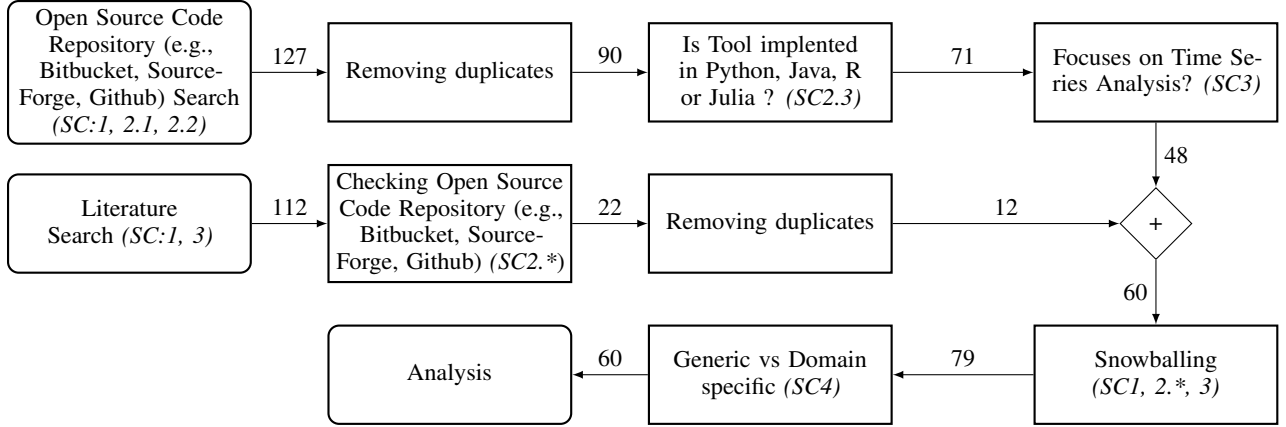 Open Source Code
Repository (e.g.,
Bitbucket, Source-
Forge, Github) Search
(SC:1, 2.1, 2.2)
127
Removing duplicates
90
Is Tool implented
in Python, Java, R
or Julia ? (SC2.3)
71
Focuses on Time Se-
ries Analysis? (SC3)
48
Literature
Search (SC:1, 3)
112
Checking Open Source
Code Repository (e.g.,
Bitbucket, Source-
Forge, Github) (SC2.*)
22
Removing duplicates
12
+
60
Snowballing
(SC1, 2.*, 3)
79
Generic vs Domain
specific (SC4)
60
Analysis